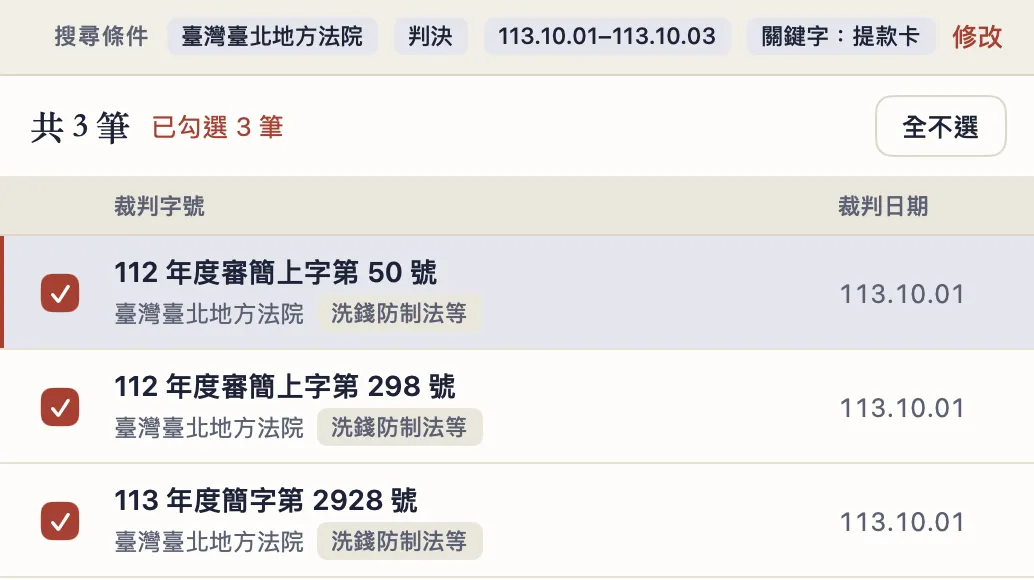 搜尋條件 臺灣臺北地方法院 判決 113.10.01–113.10.03 關鍵字：提款卡 修改
共 3 筆 已勾選 3 筆 全不選
裁判字號 裁判日期
112 年度審簡上字第 50 號
臺灣臺北地方法院 洗錢防制法等 113.10.01
112 年度審簡上字第 298 號
臺灣臺北地方法院 洗錢防制法等 113.10.01
113 年度簡字第 2928 號
臺灣臺北地方法院 洗錢防制法等 113.10.01